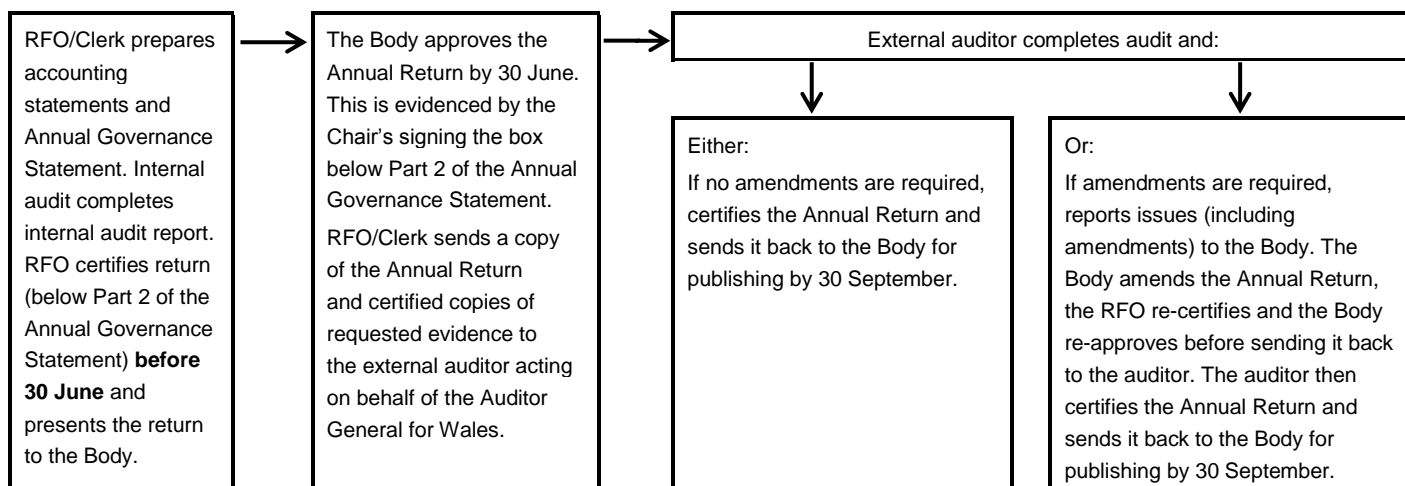 RFO/Clerk prepares
accounting
statements and
Annual Governance
Statement. Internal
audit completes
internal audit report.
RFO certifies return
(below Part 2 of the
Annual Governance
Statement) before
30 June and
presents the return
to the Body.
The Body approves the
Annual Return by 30 June.
This is evidenced by the
Chair's signing the box
below Part 2 of the Annual
Governance Statement.
RFO/Clerk sends a copy
of the Annual Return
and certified copies of
requested evidence to
the external auditor acting
on behalf of the Auditor
General for Wales.
External auditor completes audit and:
Either:
If no amendments are required,
certifies the Annual Return and
sends it back to the Body for
publishing by 30 September.
Or:
If amendments are required,
reports issues (including
amendments) to the Body. The
Body amends the Annual Return,
the RFO re-certifies and the Body
re-approves before sending it back
to the auditor. The auditor then
certifies the Annual Return and
sends it back to the Body for
publishing by 30 September.